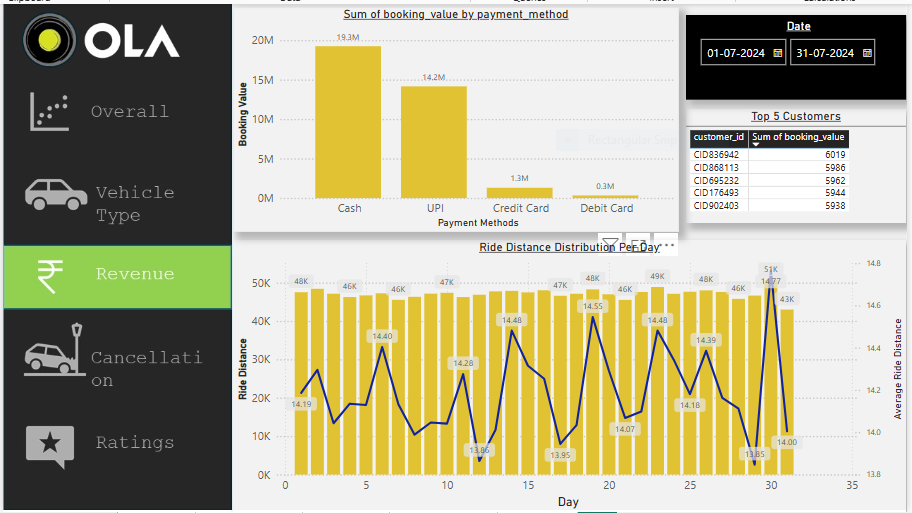 OLA
Overall
Vehicle
Type
Revenue
Cancellati
on
Ratings
Sum of booking_value by payment_method
Booking Value
20M
15M
10M
5M
0M
19.3M
14.2M
1.3M
0.3M
Cash UPI Credit Card Debit Card
Payment Methods
Date
01-07-2024 31-07-2024
Top 5 Customers
customer_id Sum of booking_value
CID836942 6019
CID868113 5986
CID695232 5962
CID176493 5944
CID902403 5938
Ride Distance Distribution Per Day
Ride Distance
50K
40K
30K
20K
10K
0K
48K 46K 46K 47K 47K 48K 46K 49K 48K 46K 51K 43K
14.19 14.40 14.28 13.86 14.48 13.95 14.55 14.07 14.48 14.18 14.39 13.85 14.77 14.00
14.8
14.6
14.4
14.2
14.0
13.8
Average Ride Distance
0 5 10 15 20 25 30 35
Day